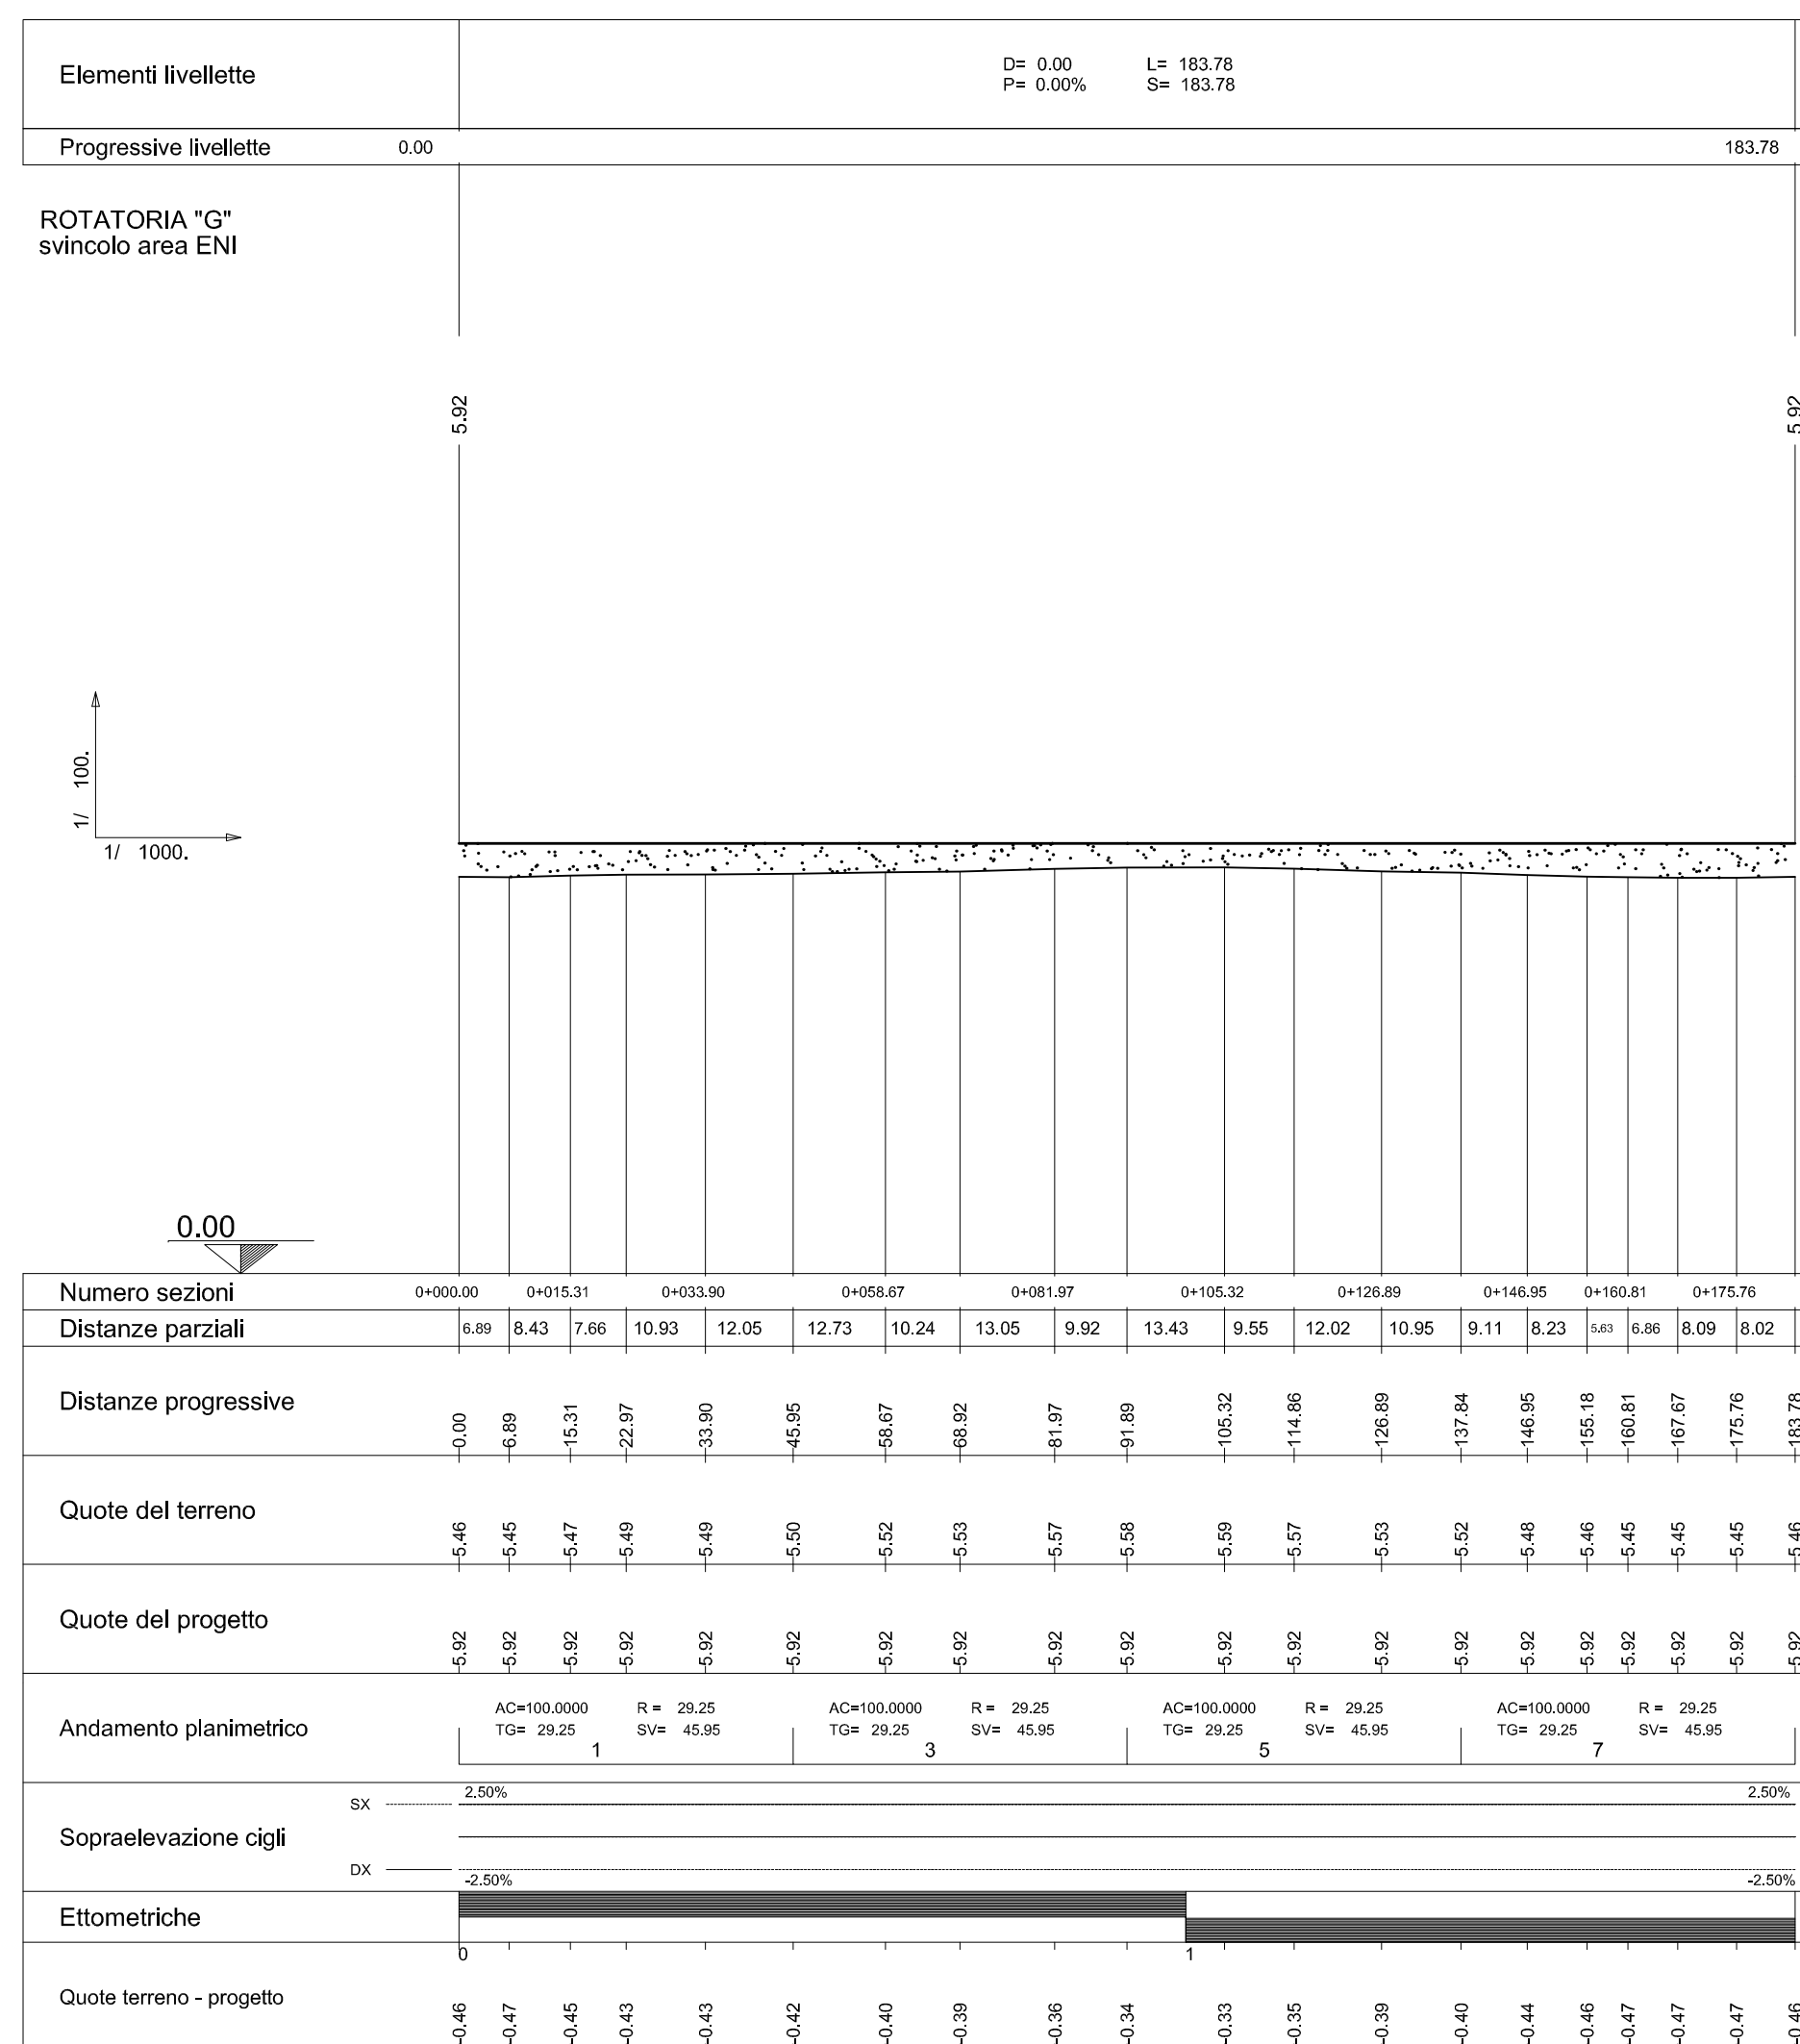 Elementi livellette
D= 0.00 L= 183.78
P= 0.00% S= 183.78
Progressive livellette 0.00 183.78
ROTATORIA "G"
svincolo area ENI
5.92 5.92
1/ 100.
1/ 1000.
0.00
Numero sezioni 0+000.00 0+015.31 0+033.90 0+058.67 0+081.97 0+105.32 0+126.89 0+146.95 0+160.81 0+175.76
Distanze parziali 6.89 8.43 7.66 10.93 12.05 12.73 10.24 13.05 9.92 13.43 9.55 12.02 10.95 9.11 8.23 5.63 6.86 8.09 8.02
Distanze progressive 0.00 6.89 15.31 22.97 33.90 45.95 58.67 68.92 81.97 91.89 105.32 114.86 126.89 137.84 146.95 155.18 160.81 167.67 175.76 183.78
Quote del terreno 5.46 5.45 5.47 5.49 5.49 5.50 5.52 5.53 5.57 5.58 5.59 5.57 5.53 5.52 5.48 5.46 5.45 5.45 5.45 5.46
Quote del progetto 5.92 5.92 5.92 5.92 5.92 5.92 5.92 5.92 5.92 5.92 5.92 5.92 5.92 5.92 5.92 5.92 5.92 5.92 5.92 5.92
Andamento planimetrico
AC=100.0000 R = 29.25 AC=100.0000 R = 29.25 AC=100.0000 R = 29.25 AC=100.0000 R = 29.25
TG= 29.25 SV= 45.95 TG= 29.25 SV= 45.95 TG= 29.25 SV= 45.95 TG= 29.25 SV= 45.95
1 3 5 7
2.50% 2.50%
SX
Sopraelevazione cigli
DX
-2.50% -2.50%
Ettometriche
0 1
Quote terreno - progetto -0.46 -0.47 -0.45 -0.43 -0.43 -0.42 -0.40 -0.39 -0.36 -0.34 -0.33 -0.35 -0.39 -0.40 -0.44 -0.46 -0.47 -0.47 -0.47 -0.46